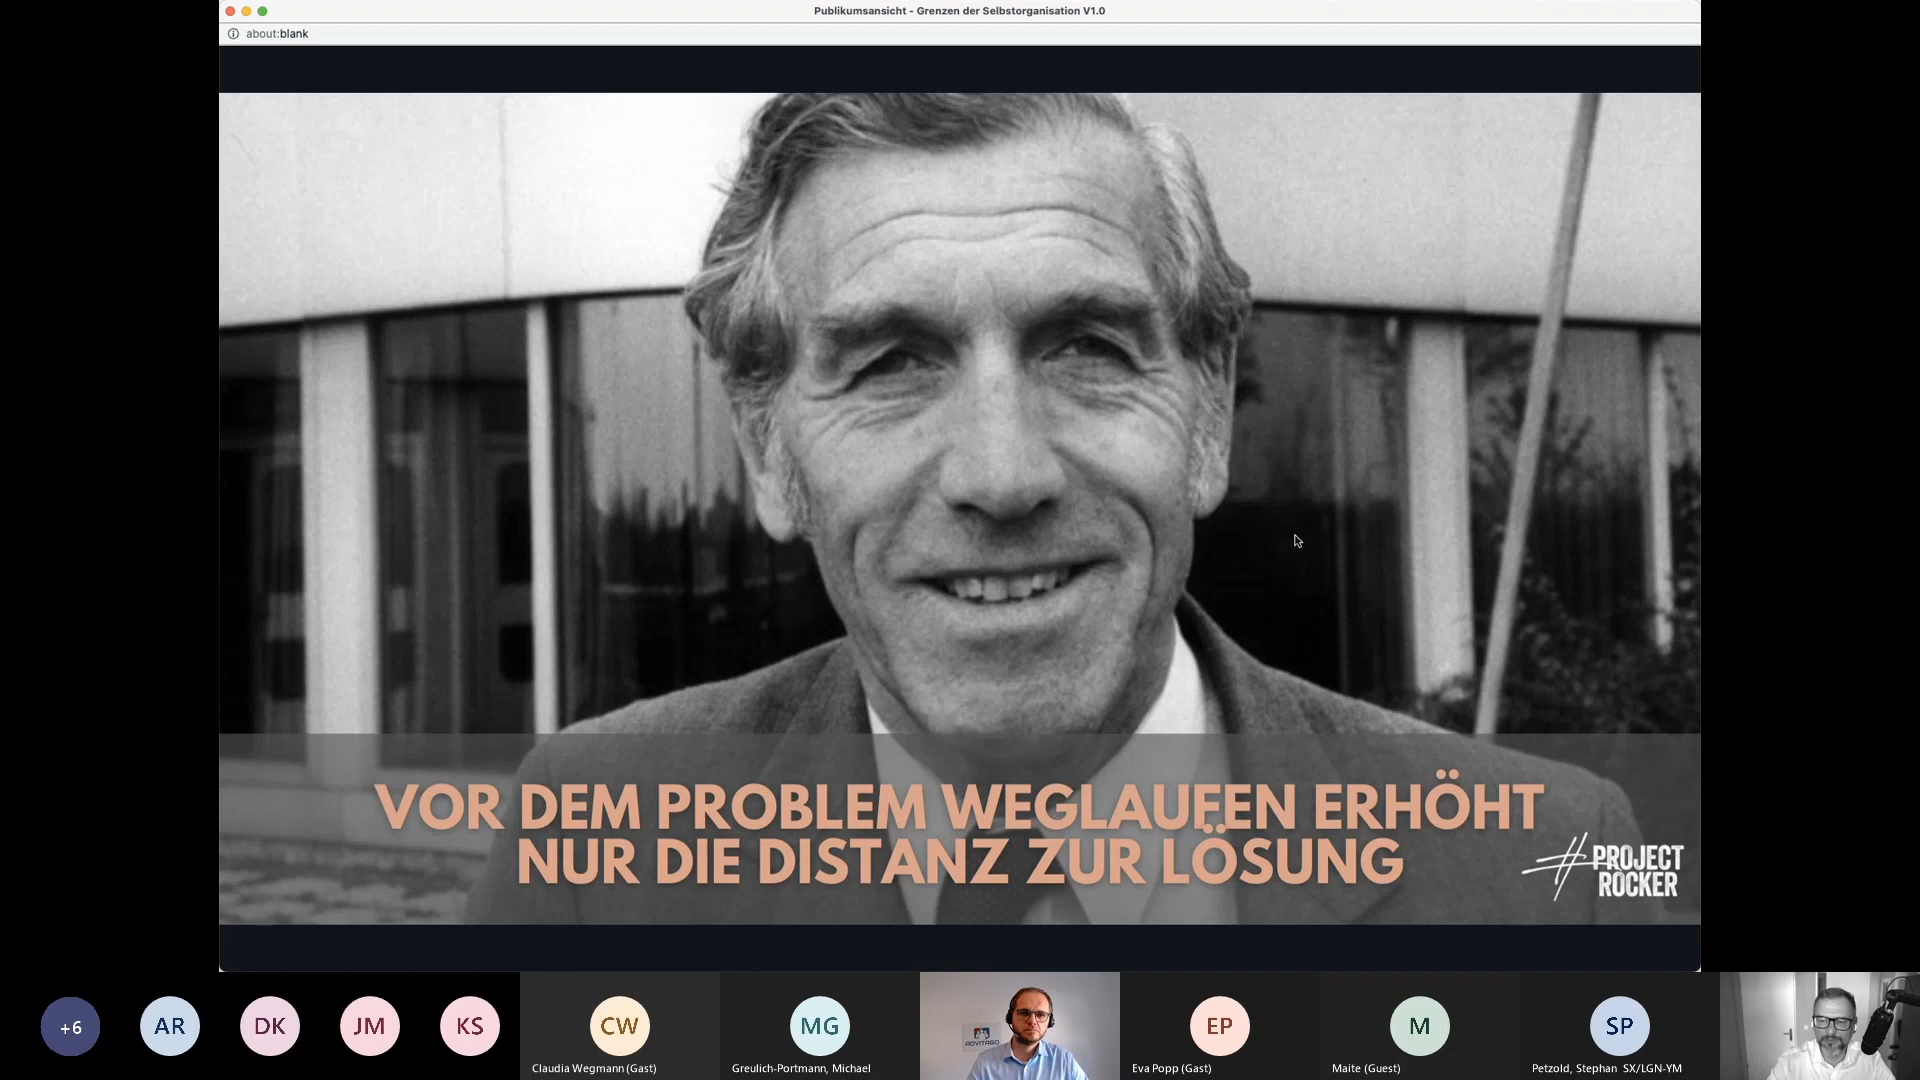 Publikumsansicht - Grenzen der Selbstorganisation V1.0
about:blank
VOR DEM PROBLEM WEGLAUFEN ERHÖHT
NUR DIE DISTANZ ZUR LÖSUNG
#PROJECT
ROCKER
+6
AR
DK
JM
KS
CW
Claudia Wegmann (Gast)
MG
Greulich-Portmann, Michael
ADVITAGO
EP
Eva Popp (Gast)
M
Maite (Guest)
SP
Petzold, Stephan SX/LGN-YM